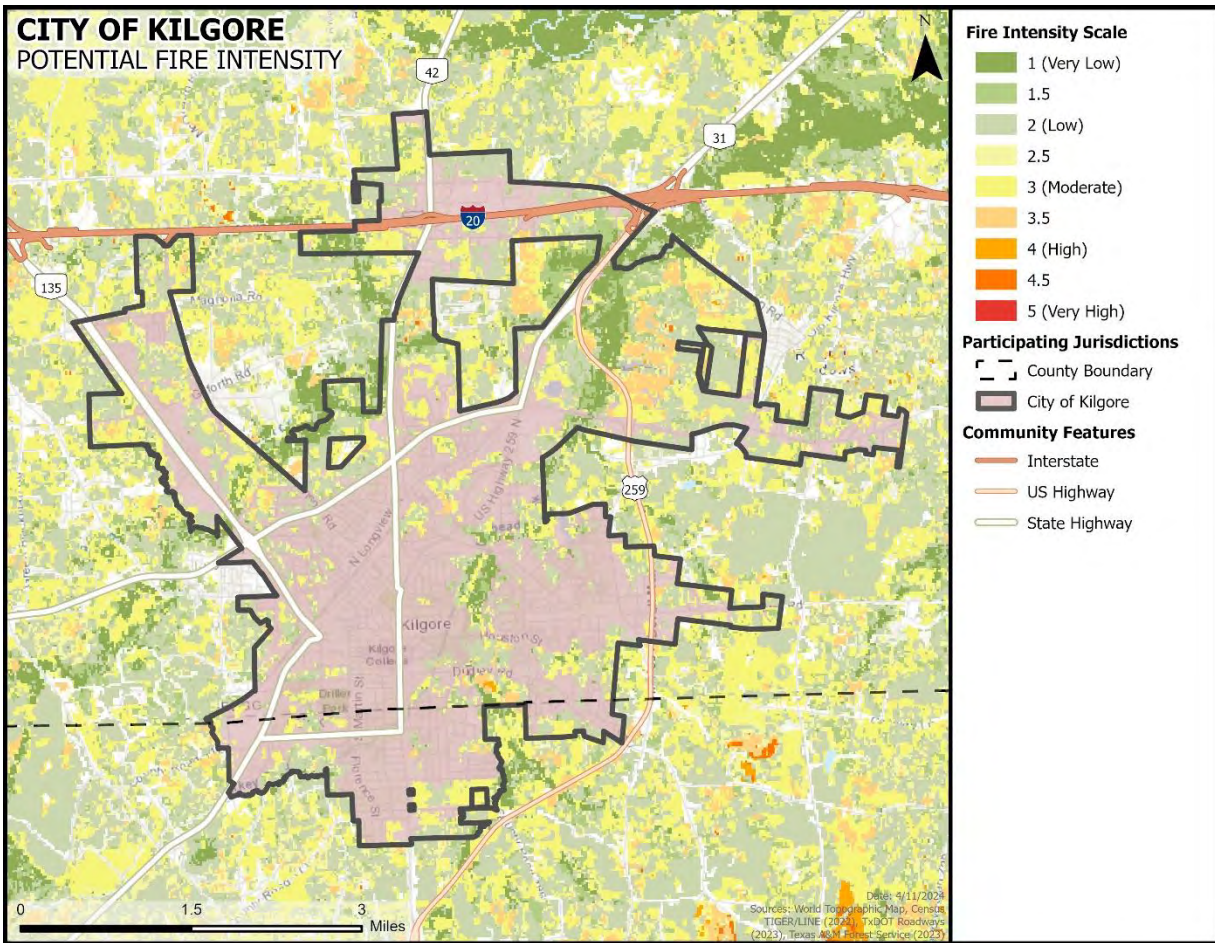 CITY OF KILGORE
POTENTIAL FIRE INTENSITY
N
42
31
20
135
Magnolia Rd
N Longview
US Highway 259 N
259
Kilgore
Kilgore
College
Houston St
Dudley Rd
Driller
Park
S Martin St
Florence St
0
1.5
3
Miles
Date: 4/11/2024
Sources: World Topographic Map, Census
TIGER/LINE (2022), TxDOT Roadways
(2023), Texas A&M Forest Service (2023)
Fire Intensity Scale
1 (Very Low)
1.5
2 (Low)
2.5
3 (Moderate)
3.5
4 (High)
4.5
5 (Very High)
Participating Jurisdictions
County Boundary
City of Kilgore
Community Features
Interstate
US Highway
State Highway